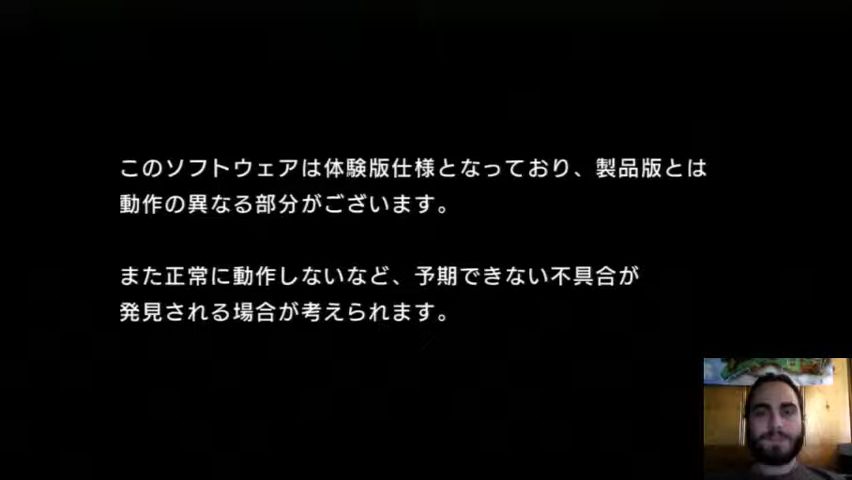 このソフトウェアは体験版仕様となっており、製品版とは
動作の異なる部分がございます。
また正常に動作しないなど、予期できない不具合が
発見される場合が考えられます。